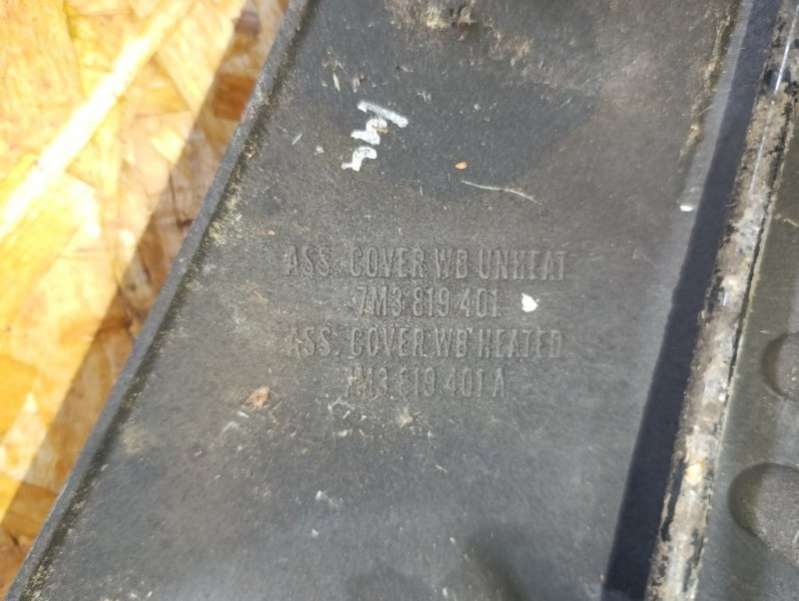 ASS. COVER WB UNHEAT
7M3 819 401
ASS. COVER WB HEATED
7M3 819 401 A